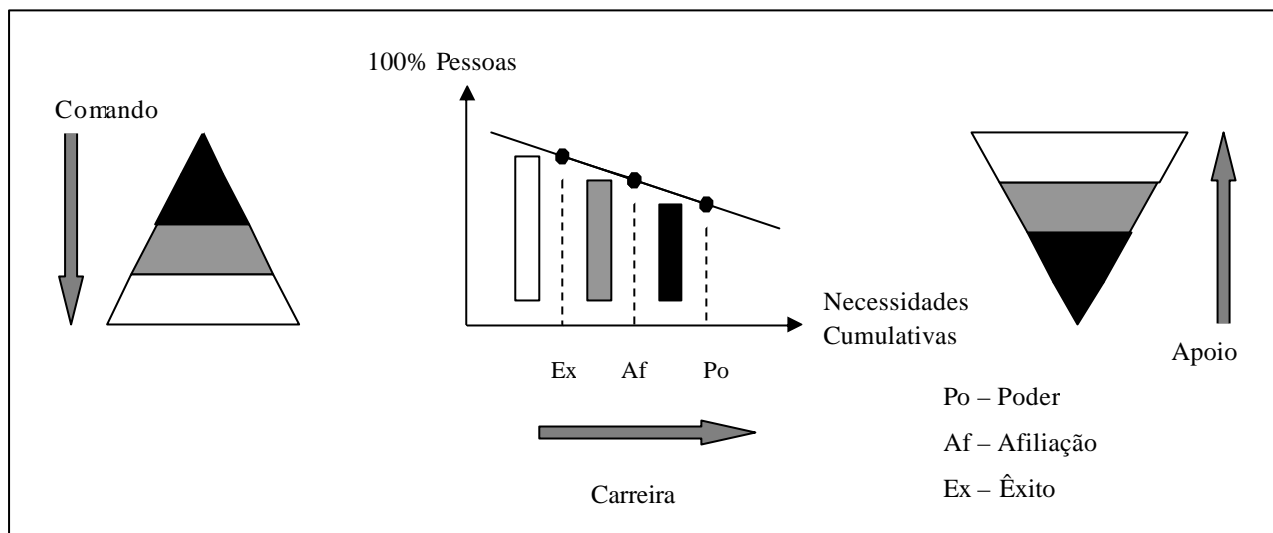 100% Pessoas
Comando
Necessidades
Cumulativas
Apoio
Ex Af Po
Po – Poder
Af – Afiliação
Ex – Êxito
Carreira